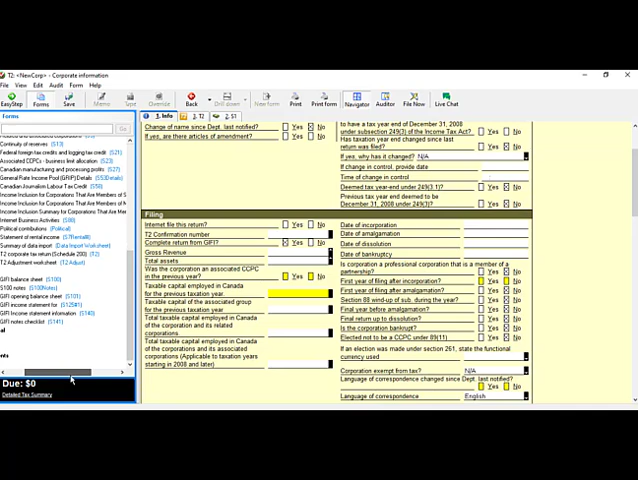 T2: <NewCorp> - Corporate information
File View Edit Audit Form Help
EasyStep Forms Save Memo Tape Override Back Drill down New form Print Print form Navigator Auditor File Now Live Chat
Forms
1. Info 2. T2 2. S1
Go
Continuity of reserves (S13)
Federal foreign tax credits and logging tax credit (S21)
Associated CCPCs - business limit allocation (S23)
Canadian manufacturing and processing profits (S27)
General Rate Income Pool (GRIP) Details (S53Details)
Canadian Journalism Labour Tax Credit (S58)
Income Inclusion for Corporations That Are Members of
Income Inclusion for Corporations That Are Members of S
Income Inclusion Summary for Corporations That Are Mem
Internet Business Activities (S88)
Political contributions (Political)
Statement of rental income (S7Rental)
Summary of data import (Data Import Worksheet)
T2 corporate tax return (Schedule 200) (T2)
T2 Adjustment worksheet (T2 Adjust)
GIFI balance sheet (S100)
S100 notes (S100Notes)
GIFI opening balance sheet (S101)
GIFI income statement (S125#1)
GIFI Income statement information (S140)
GIFI notes checklist (S141)
al
nts
Due: $0
Detailed Tax Summary
Change of name since Dept. last notified? Yes No
If yes, are there articles of amendment? Yes No
to have a tax year end of December 31, 2008
under subsection 249(3) of the Income Tax Act? Yes No
Has taxation year end changed since last
return was filed? Yes No
If yes, why has it changed? N/A
If change in control, provide date
Time of change in control
Deemed tax year-end under 249(3.1)? Yes No
Previous tax year end deemed to be
December 31, 2008 under 249(3)? Yes No
Filing
Internet file this return? Yes No
T2 Confirmation number
Complete return from GIFI? Yes No
Gross Revenue
Total assets
Was the corporation an associated CCPC
in the previous year? Yes No
Taxable capital employed in Canada
for the previous taxation year.
Taxable capital of the associated group
for the previous taxation year.
Total taxable capital employed in Canada of
the corporation and its related
corporations.
Total taxable capital employed in Canada
of the corporation and its associated
corporations (Applicable to taxation years
starting in 2008 and later)
Date of incorporation
Date of amalgamation
Date of dissolution
Date of bankruptcy
Is corporation a professional corporation that is a member of a
partnership? Yes No
First year of filing after incorporation? Yes No
First year of filing after amalgamation? Yes No
Section 88 wind-up of sub. during the year? Yes No
Final year before amalgamation? Yes No
Final return up to dissolution? Yes No
Is the corporation bankrupt? Yes No
Elected not to be a CCPC under 89(11) Yes No
If an election was made under section 261, state the functional
currency used
Corporation exempt from tax? N/A
Language of correspondence changed since Dept. last notified?
Yes No
Language of correspondence English